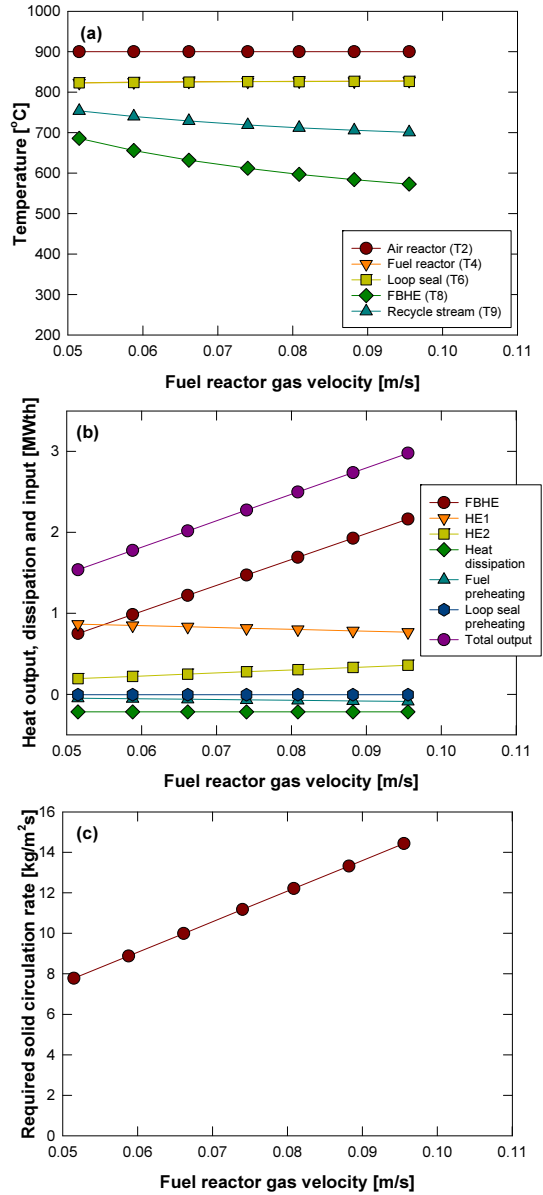 (a)
1000
900
800
700
600
500
400
300
200
Temperature [°C]
Air reactor (T2)
Fuel reactor (T4)
Loop seal (T6)
FBHE (T8)
Recycle stream (T9)
0.05 0.06 0.07 0.08 0.09 0.10 0.11
Fuel reactor gas velocity [m/s]
(b)
3
2
1
0
Heat output, dissipation and input [MWth]
FBHE
HE1
HE2
Heat
dissipation
Fuel
preheating
Loop seal
preheating
Total output
0.05 0.06 0.07 0.08 0.09 0.10 0.11
Fuel reactor gas velocity [m/s]
(c)
16
14
12
10
8
6
4
2
0
Required solid circulation rate [kg/m²s]
0.05 0.06 0.07 0.08 0.09 0.10 0.11
Fuel reactor gas velocity [m/s]